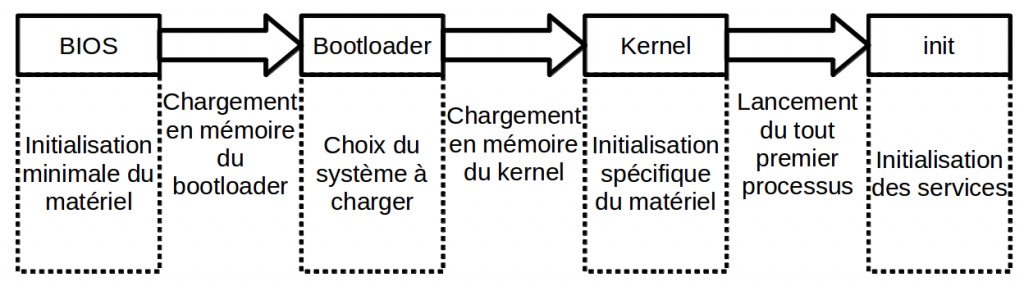 BIOS
Bootloader
Kernel
init
Chargement
en mémoire
du
bootloader
Chargement
en mémoire
du kernel
Lancement
du tout
premier
processus
Initialisation
minimale du
matériel
Choix du
système à
charger
Initialisation
spécifique
du matériel
Initialisation
des services